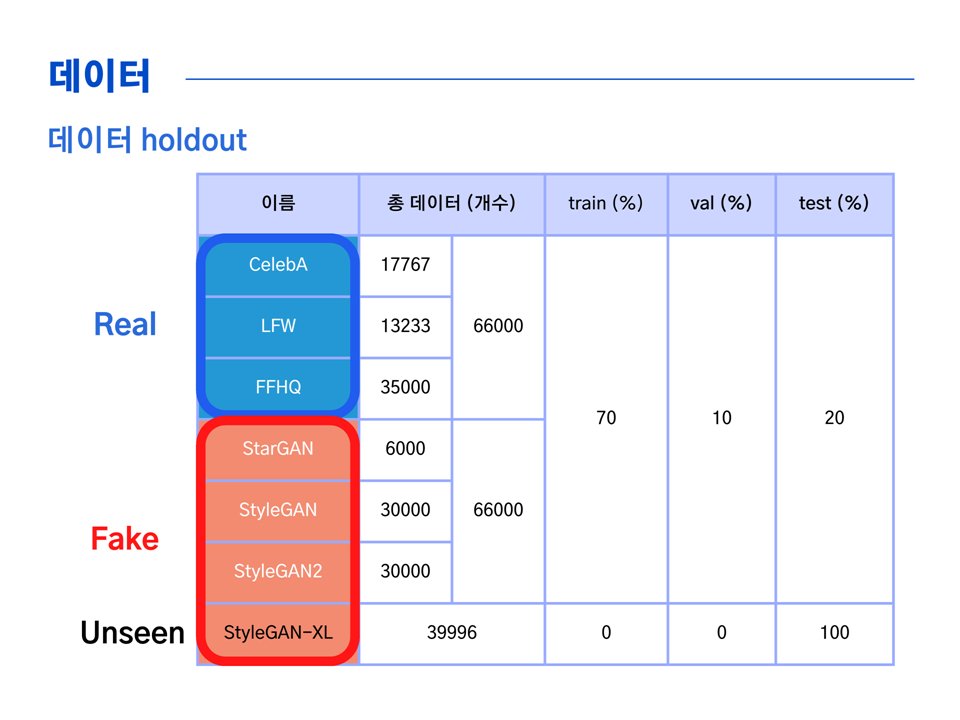 데이터
데이터 holdout
이름 총 데이터 (개수) train (%) val (%) test (%)
Real
CelebA 17767
LFW 13233 66000
FFHQ 35000
70 10 20
Fake
StarGAN 6000
StyleGAN 30000 66000
StyleGAN2 30000
Unseen StyleGAN-XL 39996 0 0 100